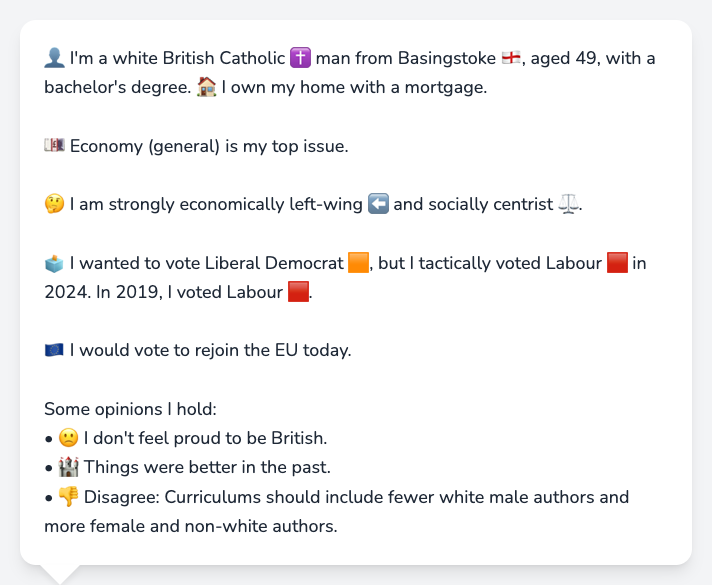 👤 I'm a white British Catholic ✝️ man from Basingstoke 🏴󠁧󠁢󠁥󠁮󠁧󠁿, aged 49, with a
bachelor's degree. 🏠 I own my home with a mortgage.
💷 Economy (general) is my top issue.
🤔 I am strongly economically left-wing ⬅️ and socially centrist ⚖️.
🗳️ I wanted to vote Liberal Democrat 🟧, but I tactically voted Labour 🟥 in
2024. In 2019, I voted Labour 🟥.
🇪🇺 I would vote to rejoin the EU today.
Some opinions I hold:
• 🙁 I don't feel proud to be British.
• 🏰 Things were better in the past.
• 👎 Disagree: Curriculums should include fewer white male authors and
more female and non-white authors.